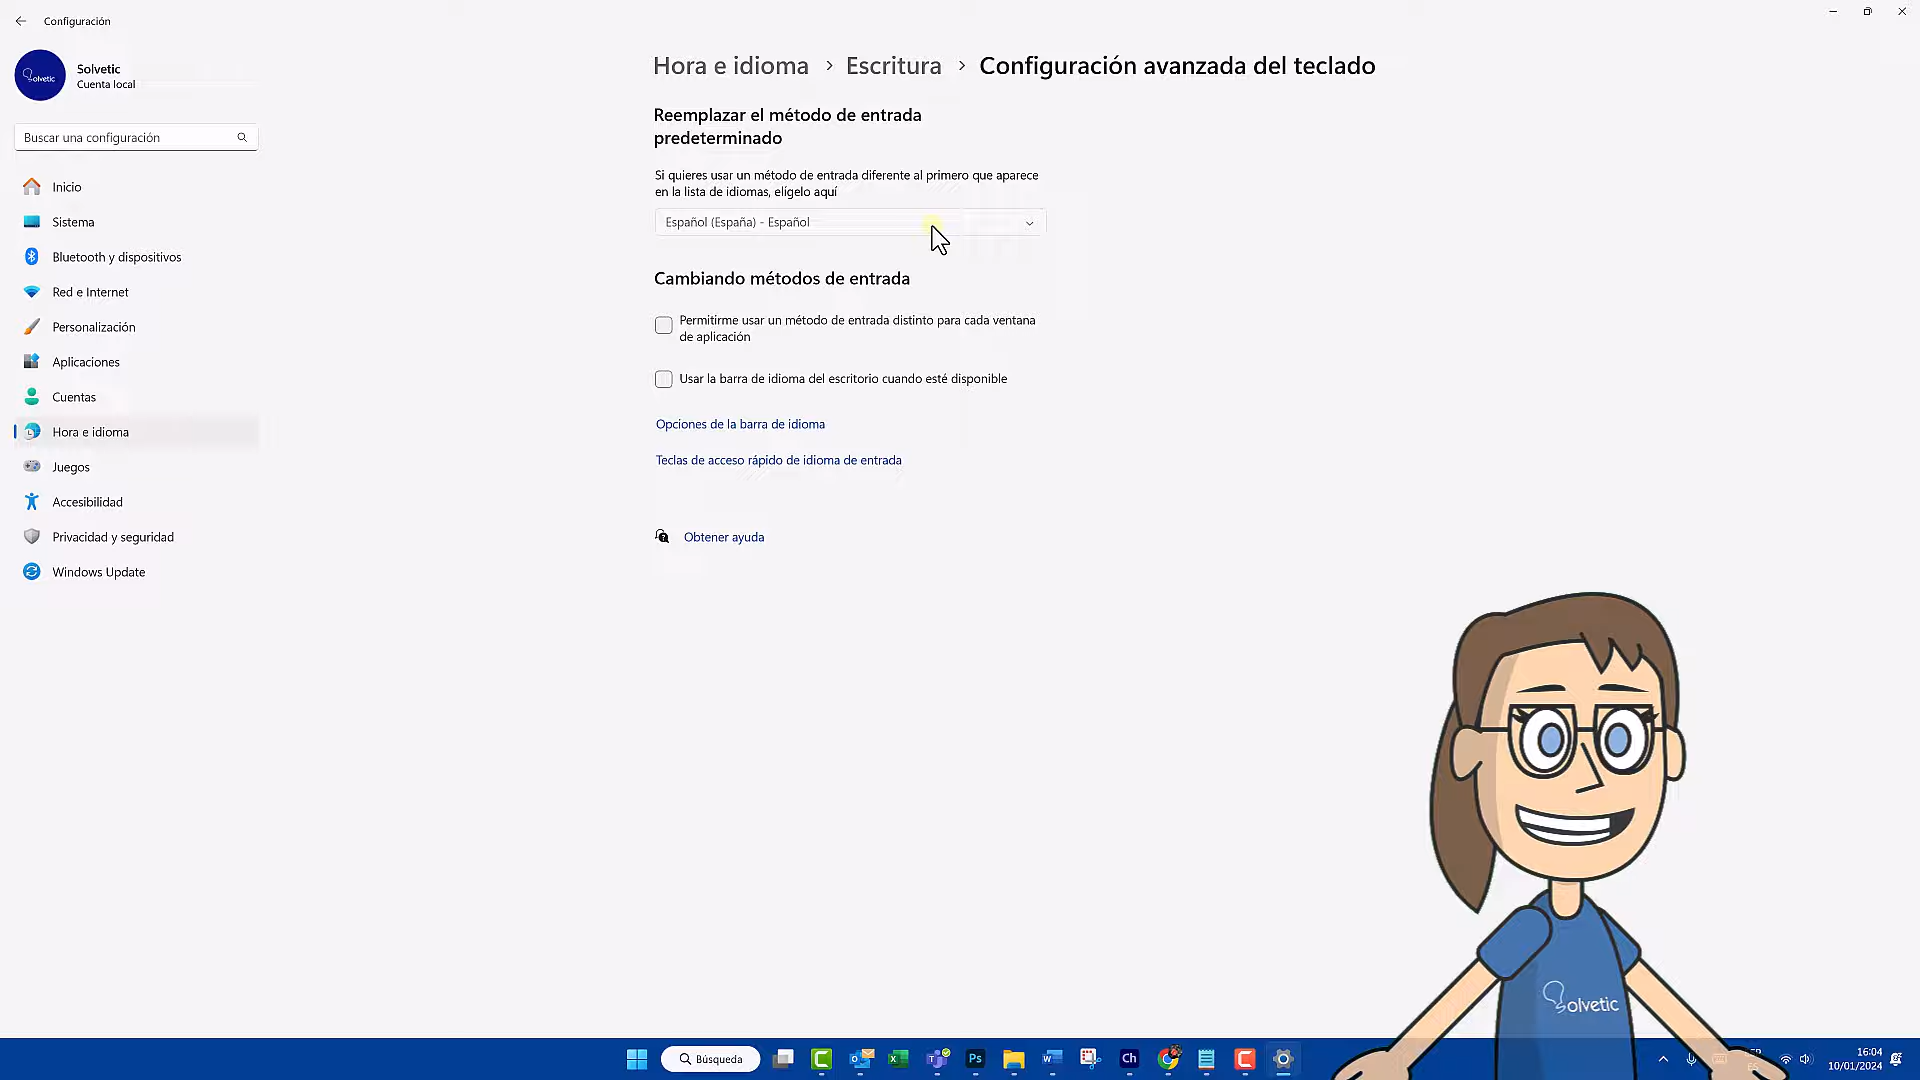 Configuración
Solvetic
Cuenta local
Buscar una configuración
Inicio
Sistema
Bluetooth y dispositivos
Red e Internet
Personalización
Aplicaciones
Cuentas
Hora e idioma
Juegos
Accesibilidad
Privacidad y seguridad
Windows Update
Hora e idioma > Escritura > Configuración avanzada del teclado
Reemplazar el método de entrada
predeterminado
Si quieres usar un método de entrada diferente al primero que aparece
en la lista de idiomas, elígelo aquí
Español (España) - Español
Cambiando métodos de entrada
Permitirme usar un método de entrada distinto para cada ventana
de aplicación
Usar la barra de idioma del escritorio cuando esté disponible
Opciones de la barra de idioma
Teclas de acceso rápido de idioma de entrada
Obtener ayuda
Solvetic
Búsqueda
Ps
Ch
16:04
10/01/2024